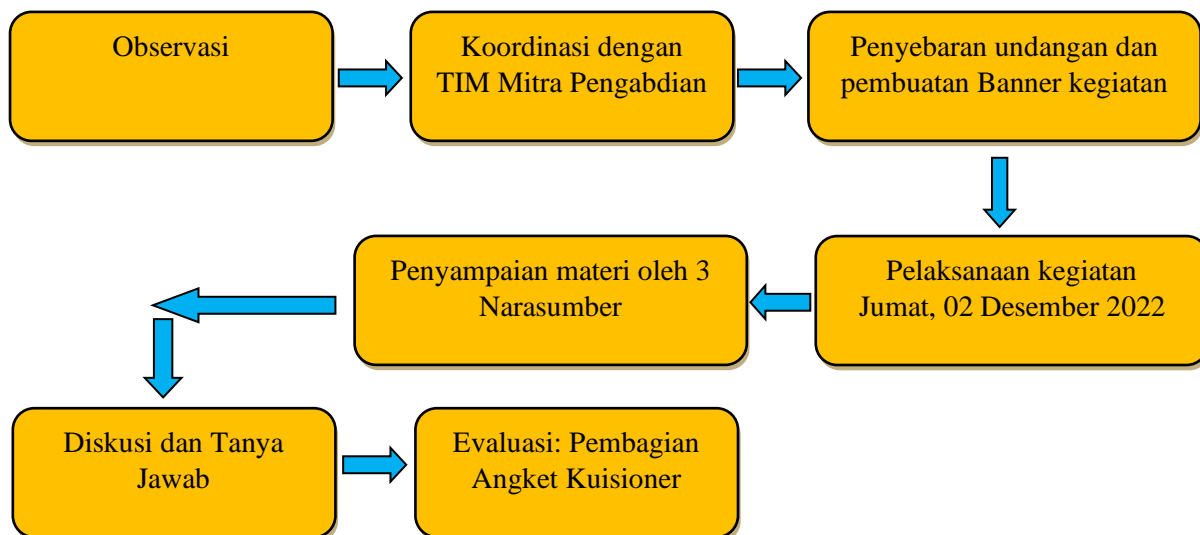 Observasi
Koordinasi dengan
TIM Mitra Pengabdian
Penyebaran undangan dan
pembuatan Banner kegiatan
Pelaksanaan kegiatan
Jumat, 02 Desember 2022
Penyampaian materi oleh 3
Narasumber
Diskusi dan Tanya
Jawab
Evaluasi: Pembagian
Angket Kuisioner